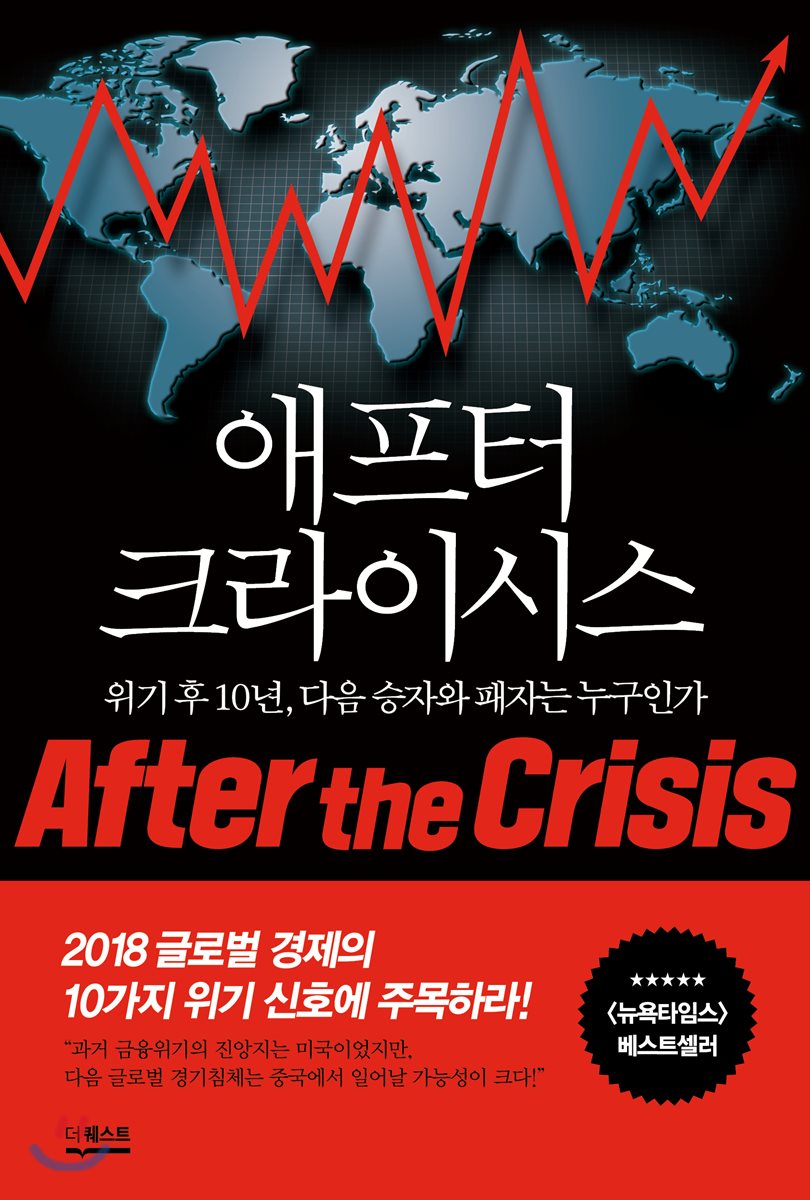 애프터
크라이시스
위기 후 10년, 다음 승자와 패자는 누구인가
After the Crisis
2018 글로벌 경제의
10가지 위기 신호에 주목하라!
“과거 금융위기의 진앙지는 미국이었지만,
다음 글로벌 경기침체는 중국에서 일어날 가능성이 크다!”
★★★★★
〈뉴욕타임스〉
베스트셀러
더퀘스트